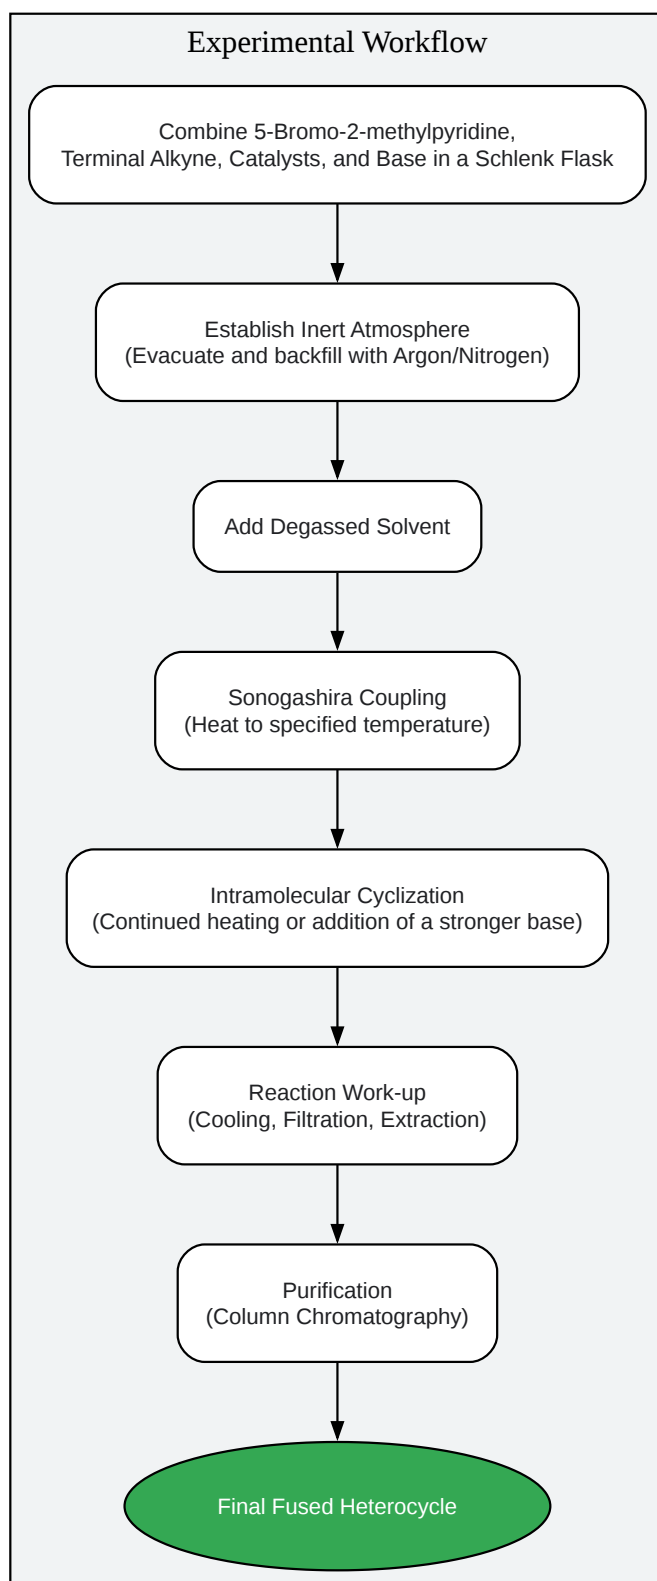 Experimental Workflow
Combine 5-Bromo-2-methylpyridine,
Terminal Alkyne, Catalysts, and Base in a Schlenk Flask
Establish Inert Atmosphere
(Evacuate and backfill with Argon/Nitrogen)
Add Degassed Solvent
Sonogashira Coupling
(Heat to specified temperature)
Intramolecular Cyclization
(Continued heating or addition of a stronger base)
Reaction Work-up
(Cooling, Filtration, Extraction)
Purification
(Column Chromatography)
Final Fused Heterocycle